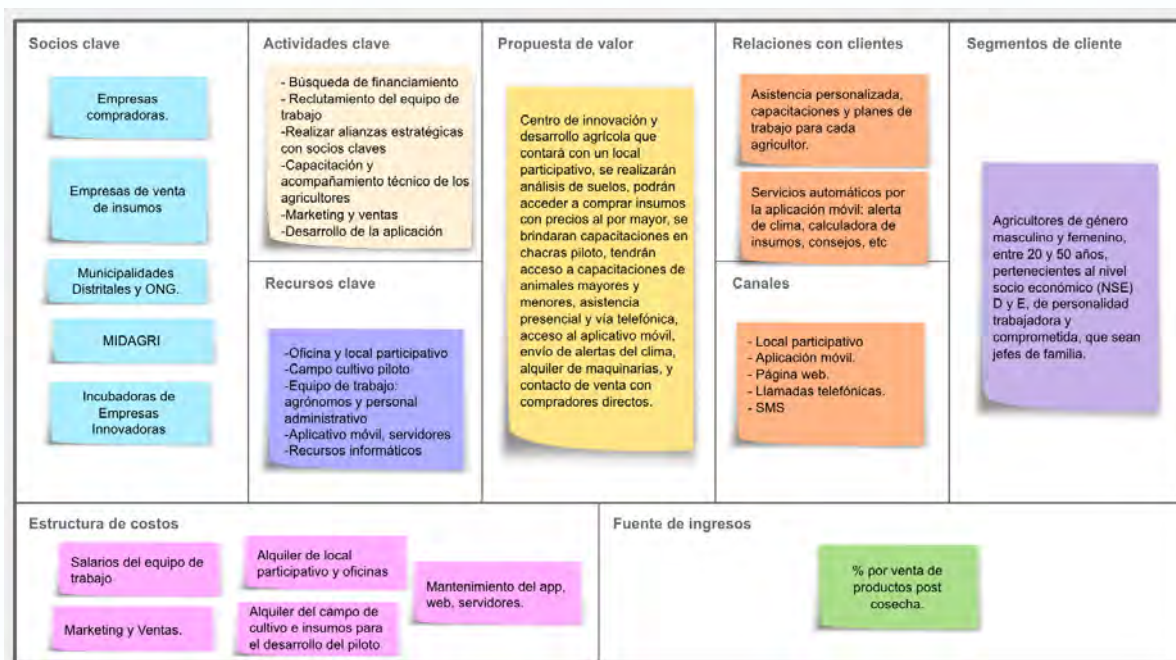 Socios clave
Empresas
compradoras.
Empresas de venta
de insumos
Municipalidades
Distritales y ONG.
MIDAGRI
Incubadoras de
Empresas
Innovadoras
Actividades clave
- Búsqueda de financiamiento
- Reclutamiento del equipo de
trabajo
-Realizar alianzas estratégicas
con socios claves
-Capacitación y
acompañamiento técnico de los
agricultores
-Marketing y ventas
-Desarrollo de la aplicación
Recursos clave
-Oficina y local participativo
-Campo cultivo piloto
-Equipo de trabajo:
agrónomos y personal
administrativo
-Aplicativo móvil, servidores
-Recursos informáticos
Propuesta de valor
Centro de innovación y
desarrollo agrícola que
contará con un local
participativo, se realizarán
análisis de suelos, podrán
acceder a comprar insumos
con precios al por mayor, se
brindaran capacitaciones en
chacras piloto, tendrán
acceso a capacitaciones de
animales mayores y
menores, asistencia
presencial y vía telefónica,
acceso al aplicativo móvil,
envío de alertas del clima,
alquiler de maquinarias, y
contacto de venta con
compradores directos.
Relaciones con clientes
Asistencia personalizada,
capacitaciones y planes de
trabajo para cada
agricultor.
Servicios automáticos por
la aplicación móvil: alerta
de clima, calculadora de
insumos, consejos, etc
Canales
- Local participativo
- Aplicación móvil.
- Página web.
- Llamadas telefónicas.
- SMS
Segmentos de cliente
Agricultores de género
masculino y femenino,
entre 20 y 50 años,
pertenecientes al nivel
socio económico (NSE)
D y E, de personalidad
trabajadora y
comprometida, que sean
jefes de familia.
Estructura de costos
Salarios del equipo de
trabajo
Marketing y Ventas.
Alquiler de local
participativo y oficinas
Alquiler del campo de
cultivo e insumos para
el desarrollo del piloto
Mantenimiento del app,
web, servidores.
Fuente de ingresos
% por venta de
productos post
cosecha.